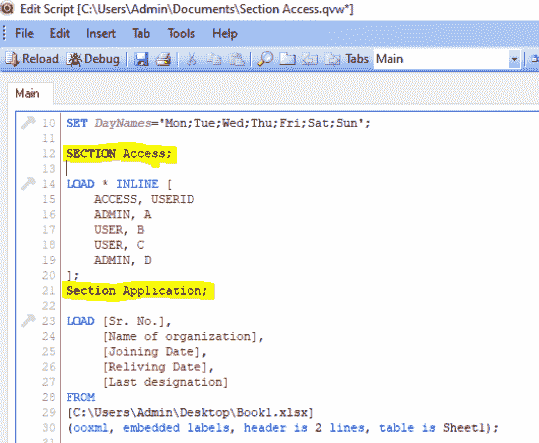 Edit Script [C:\Users\Admin\Documents\Section Access.qvw*]
File Edit Insert Tab Tools Help
Reload Debug Tabs Main
Main
10 SET DayNames='Mon;Tue;Wed;Thu;Fri;Sat;Sun';
11
12 SECTION Access;
13
14 LOAD * INLINE [
15 ACCESS, USERID
16 ADMIN, A
17 USER, B
18 USER, C
19 ADMIN, D
20 ];
21 Section Application;
22
23 LOAD [Sr. No.],
24 [Name of organization],
25 [Joining Date],
26 [Reliving Date],
27 [Last designation]
28 FROM
29 [C:\Users\Admin\Desktop\Book1.xlsx]
30 (ooxml, embedded labels, header is 2 lines, table is Sheet1);